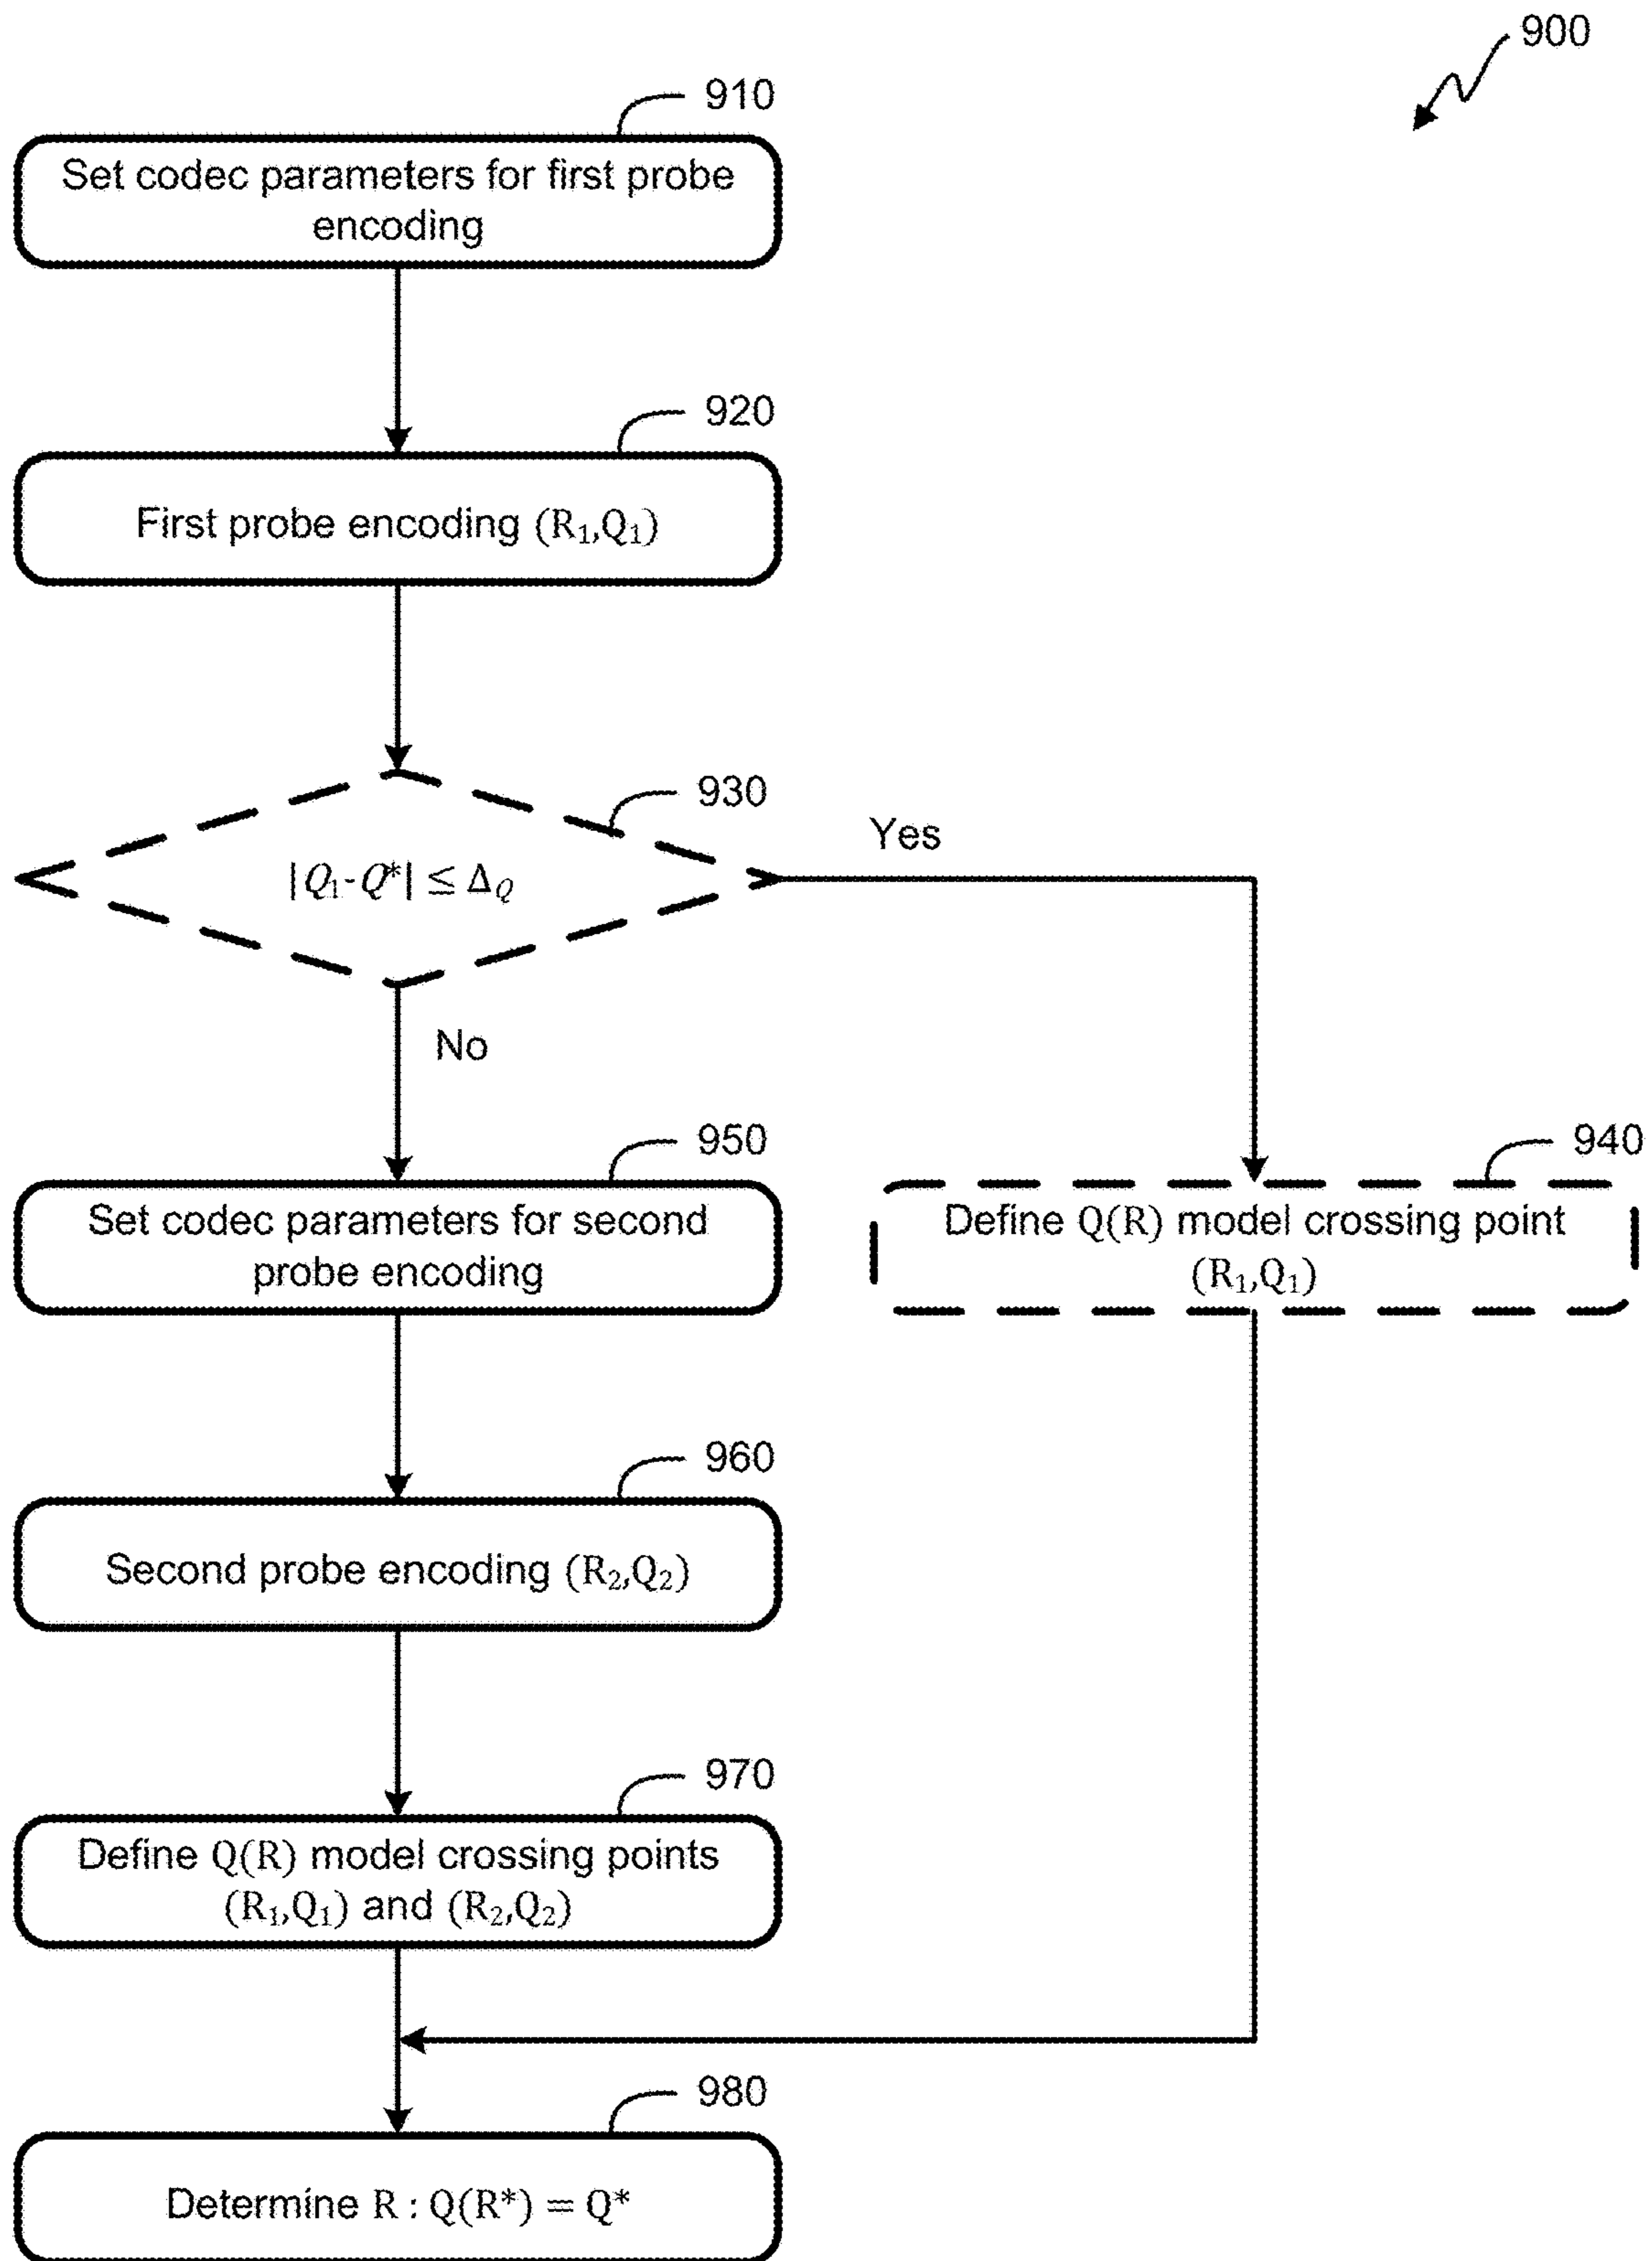 900
910
Set codec parameters for first probe
encoding
920
First probe encoding (R₁,Q₁)
930
|Q₁-Q*| ≤ Δ_Q
Yes
No
950
Set codec parameters for second
probe encoding
940
Define Q(R) model crossing point
(R₁,Q₁)
960
Second probe encoding (R₂,Q₂)
970
Define Q(R) model crossing points
(R₁,Q₁) and (R₂,Q₂)
980
Determine R : Q(R*) = Q*